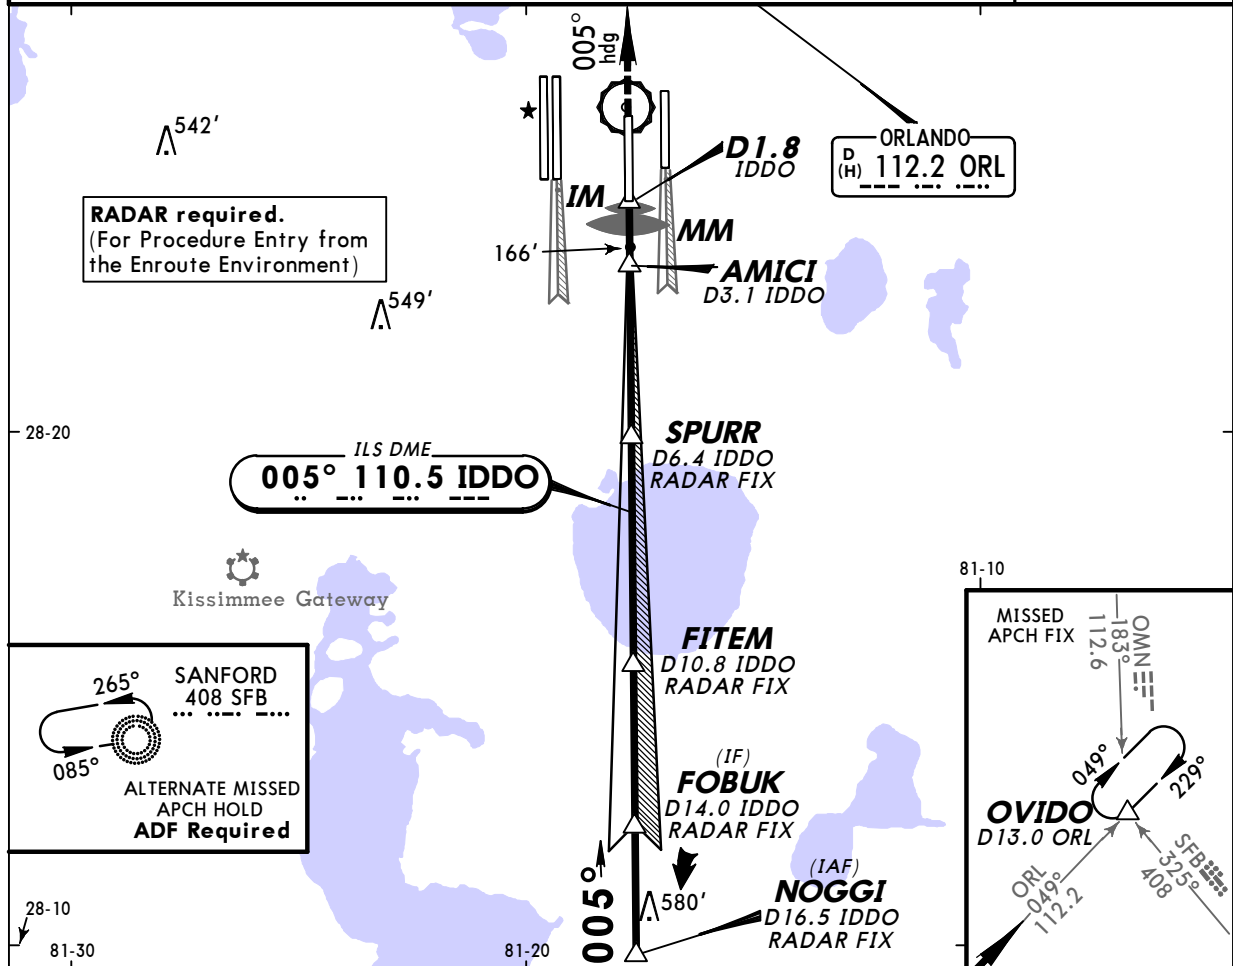 005°
hdg
542'
D1.8
IDDO
ORLANDO
D
(H) 112.2 ORL
IM
RADAR required.
(For Procedure Entry from
the Enroute Environment)
MM
166'
AMICI
D3.1 IDDO
549'
28-20
SPURR
D6.4 IDDO
RADAR FIX
ILS DME
005° 110.5 IDDO
Kissimmee Gateway
81-10
MISSED
APCH FIX
OMN
183°
112.6
FITEM
D10.8 IDDO
RADAR FIX
SANFORD
408 SFB
265°
085°
ALTERNATE MISSED
APCH HOLD
ADF Required
(IF)
FOBUK
D14.0 IDDO
RADAR FIX
049°
229°
OVIDO
D13.0 ORL
SFB
325°
408
ORL
049°
112.2
(IAF)
NOGGI
D16.5 IDDO
RADAR FIX
580'
005°
28-10
81-30
81-20